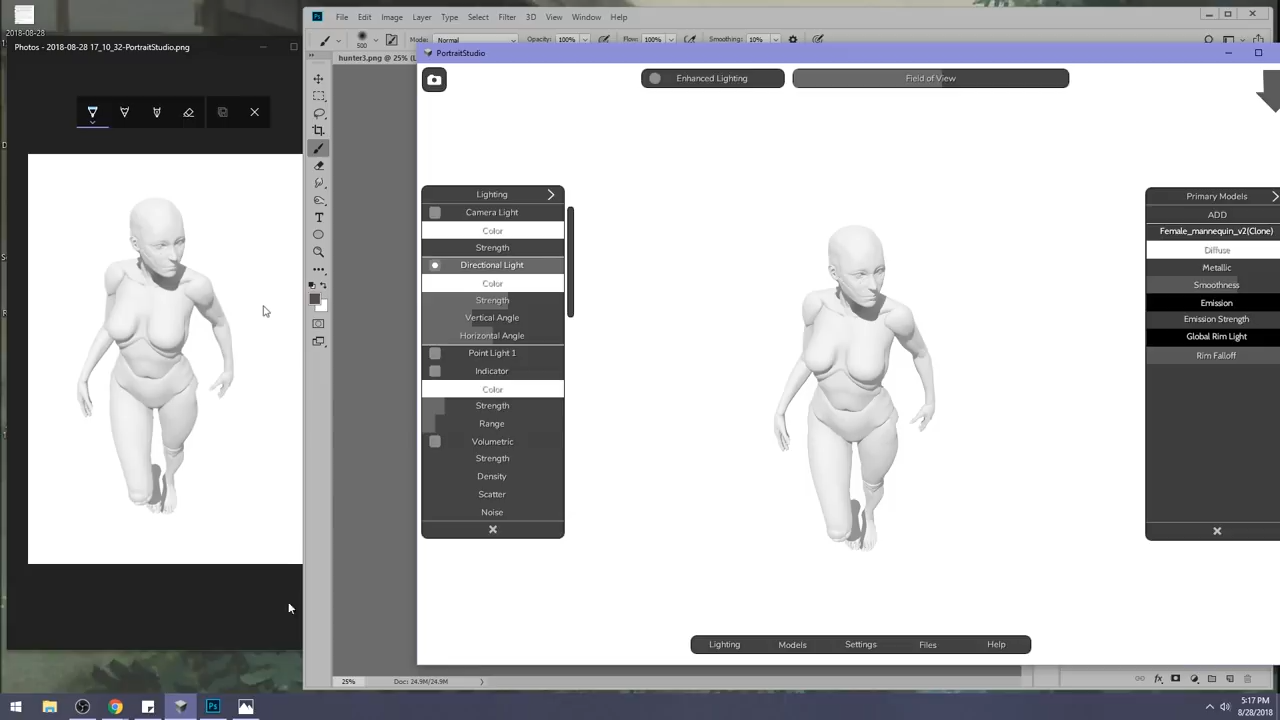 2018-08-28
Photos - 2018-08-28 17_10_32-PortraitStudio.png
File Edit Image Layer Type Select Filter 3D View Window Help
500 Mode: Normal Opacity: 100% Flow: 100% Smoothing: 10%
hunter3.png @ 25% (L
PortraitStudio
Enhanced Lighting
Field of View
Lighting
Camera Light
Color
Strength
Directional Light
Color
Strength
Vertical Angle
Horizontal Angle
Point Light 1
Indicator
Color
Strength
Range
Volumetric
Strength
Density
Scatter
Noise
Primary Models
ADD
Female_mannequin_v2(Clone)
Diffuse
Metallic
Smoothness
Emission
Emission Strength
Global Rim Light
Rim Falloff
Lighting Models Settings Files Help
25% Doc: 24.9M/24.9M
5:17 PM
8/28/2018